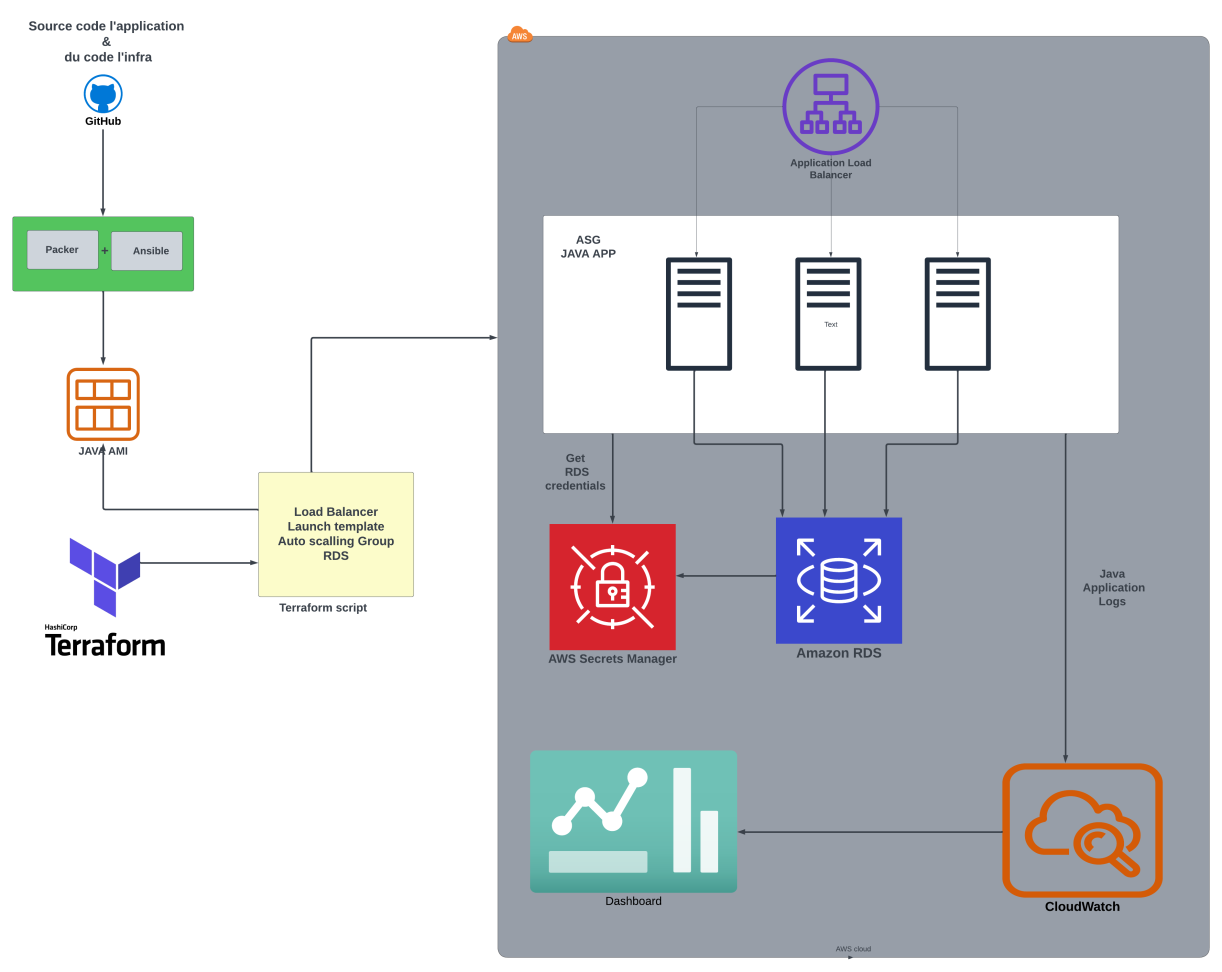 Source code l'application
&
du code l'infra
GitHub
Packer
+
Ansible
JAVA AMI
Load Balancer
Launch template
Auto scalling Group
RDS
Terraform script
HashiCorp
Terraform
AWS
Application Load
Balancer
ASG
JAVA APP
Text
Get
RDS
credentials
AWS Secrets Manager
Amazon RDS
Java
Application
Logs
Dashboard
CloudWatch
AWS cloud